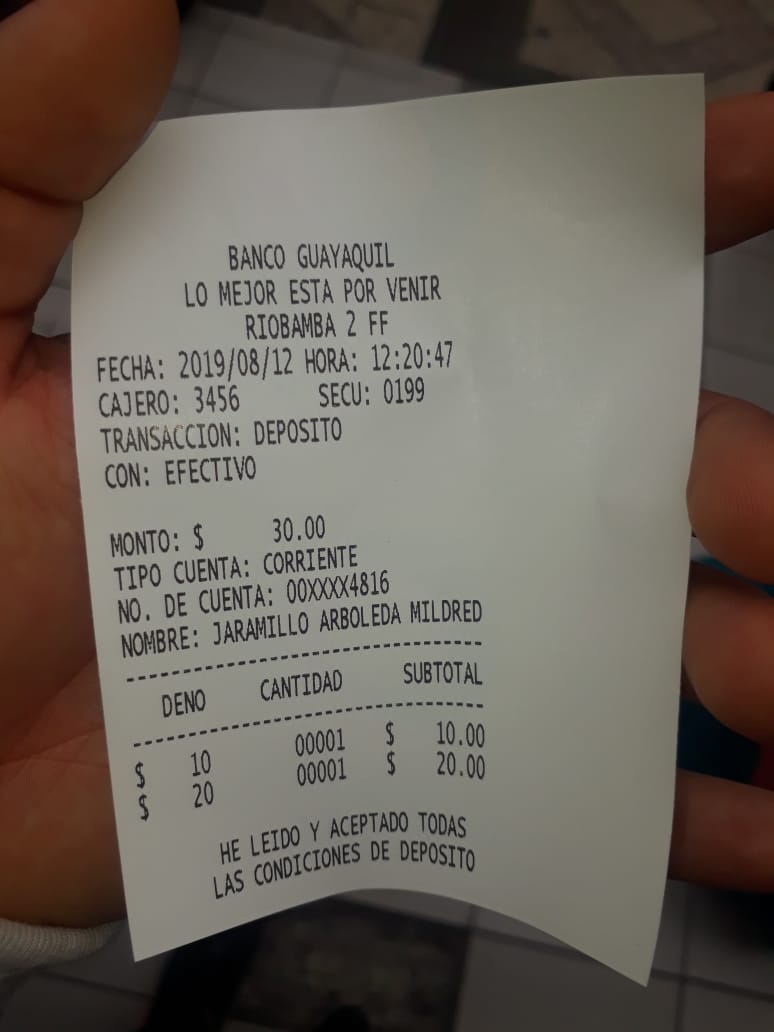 BANCO GUAYAQUIL
LO MEJOR ESTA POR VENIR
RIOBAMBA 2 FF
FECHA: 2019/08/12 HORA: 12:20:47
CAJERO: 3456 SECU: 0199
TRANSACCION: DEPOSITO
CON: EFECTIVO
MONTO: $ 30.00
TIPO CUENTA: CORRIENTE
NO. DE CUENTA: 00XXXX4816
NOMBRE: JARAMILLO ARBOLEDA MILDRED
--------------------------------
DENO CANTIDAD SUBTOTAL
--------------------------------
$ 10 00001 $ 10.00
$ 20 00001 $ 20.00
HE LEIDO Y ACEPTADO TODAS
LAS CONDICIONES DE DEPOSITO